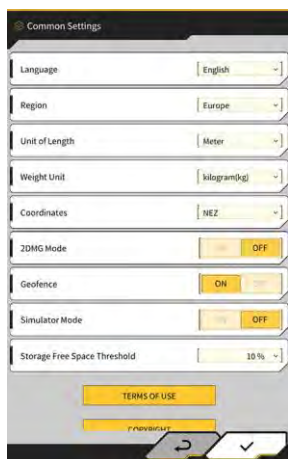 Common Settings
Language English
Region Europe
Unit of Length Meter
Weight Unit kilogram(kg)
Coordinates NEZ
2DMG Mode OFF
Geofence ON
Simulator Mode OFF
Storage Free Space Threshold 10 %
TERMS OF USE
COPYRIGHT